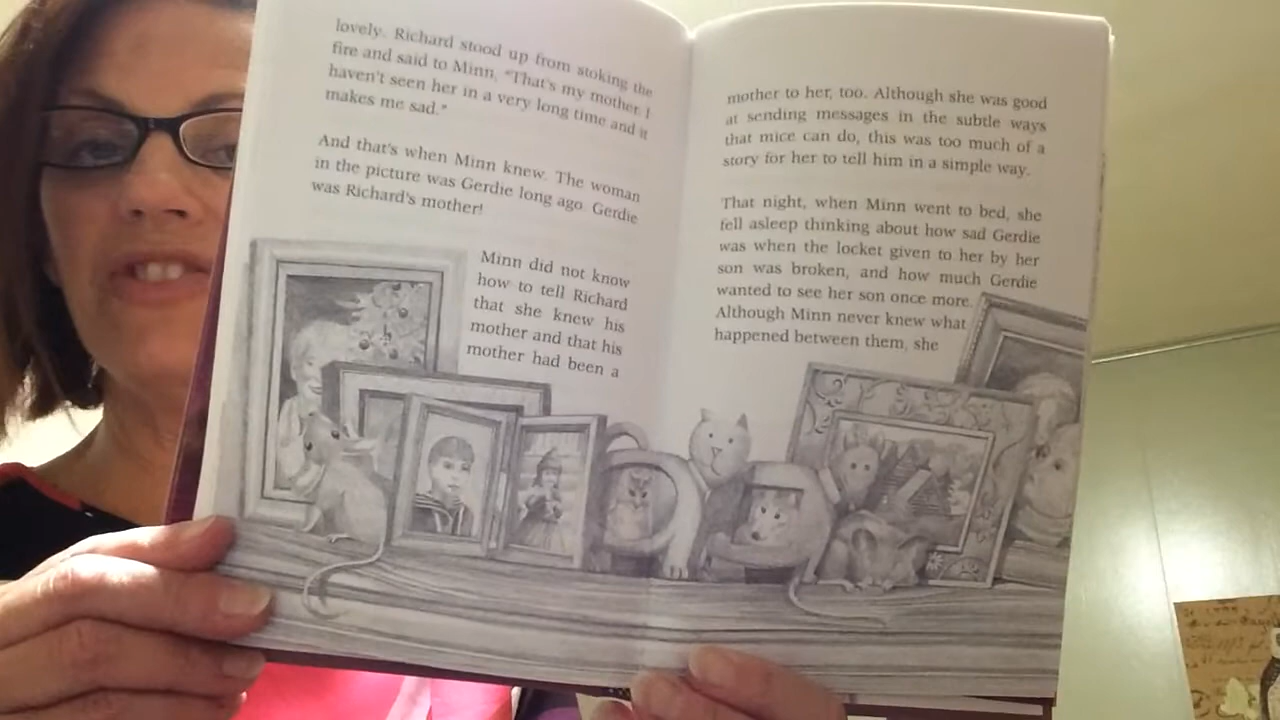 lovely. Richard stood up from stoking the
fire and said to Minn, "That's my mother. I
haven't seen her in a very long time and it
makes me sad."
And that's when Minn knew. The woman
in the picture was Gerdie long ago. Gerdie
was Richard's mother!
Minn did not know
how to tell Richard
that she knew his
mother and that his
mother had been a
mother to her, too. Although she was good
at sending messages in the subtle ways
that mice can do, this was too much of a
story for her to tell him in a simple way.
That night, when Minn went to bed, she
fell asleep thinking about how sad Gerdie
was when the locket given to her by her
son was broken, and how much Gerdie
wanted to see her son once more.
Although Minn never knew what
happened between them, she